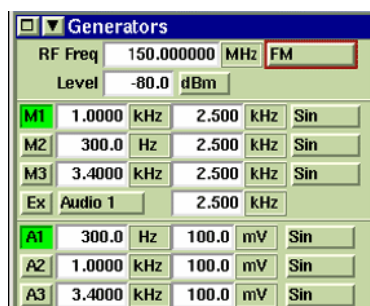 Generators
RF Freq 150.000000 MHz FM
Level -80.0 dBm
M1 1.0000 kHz 2.500 kHz Sin
M2 300.0 Hz 2.500 kHz Sin
M3 3.4000 kHz 2.500 kHz Sin
Ex Audio 1 2.500 kHz
A1 300.0 Hz 100.0 mV Sin
A2 1.0000 kHz 100.0 mV Sin
A3 3.4000 kHz 100.0 mV Sin